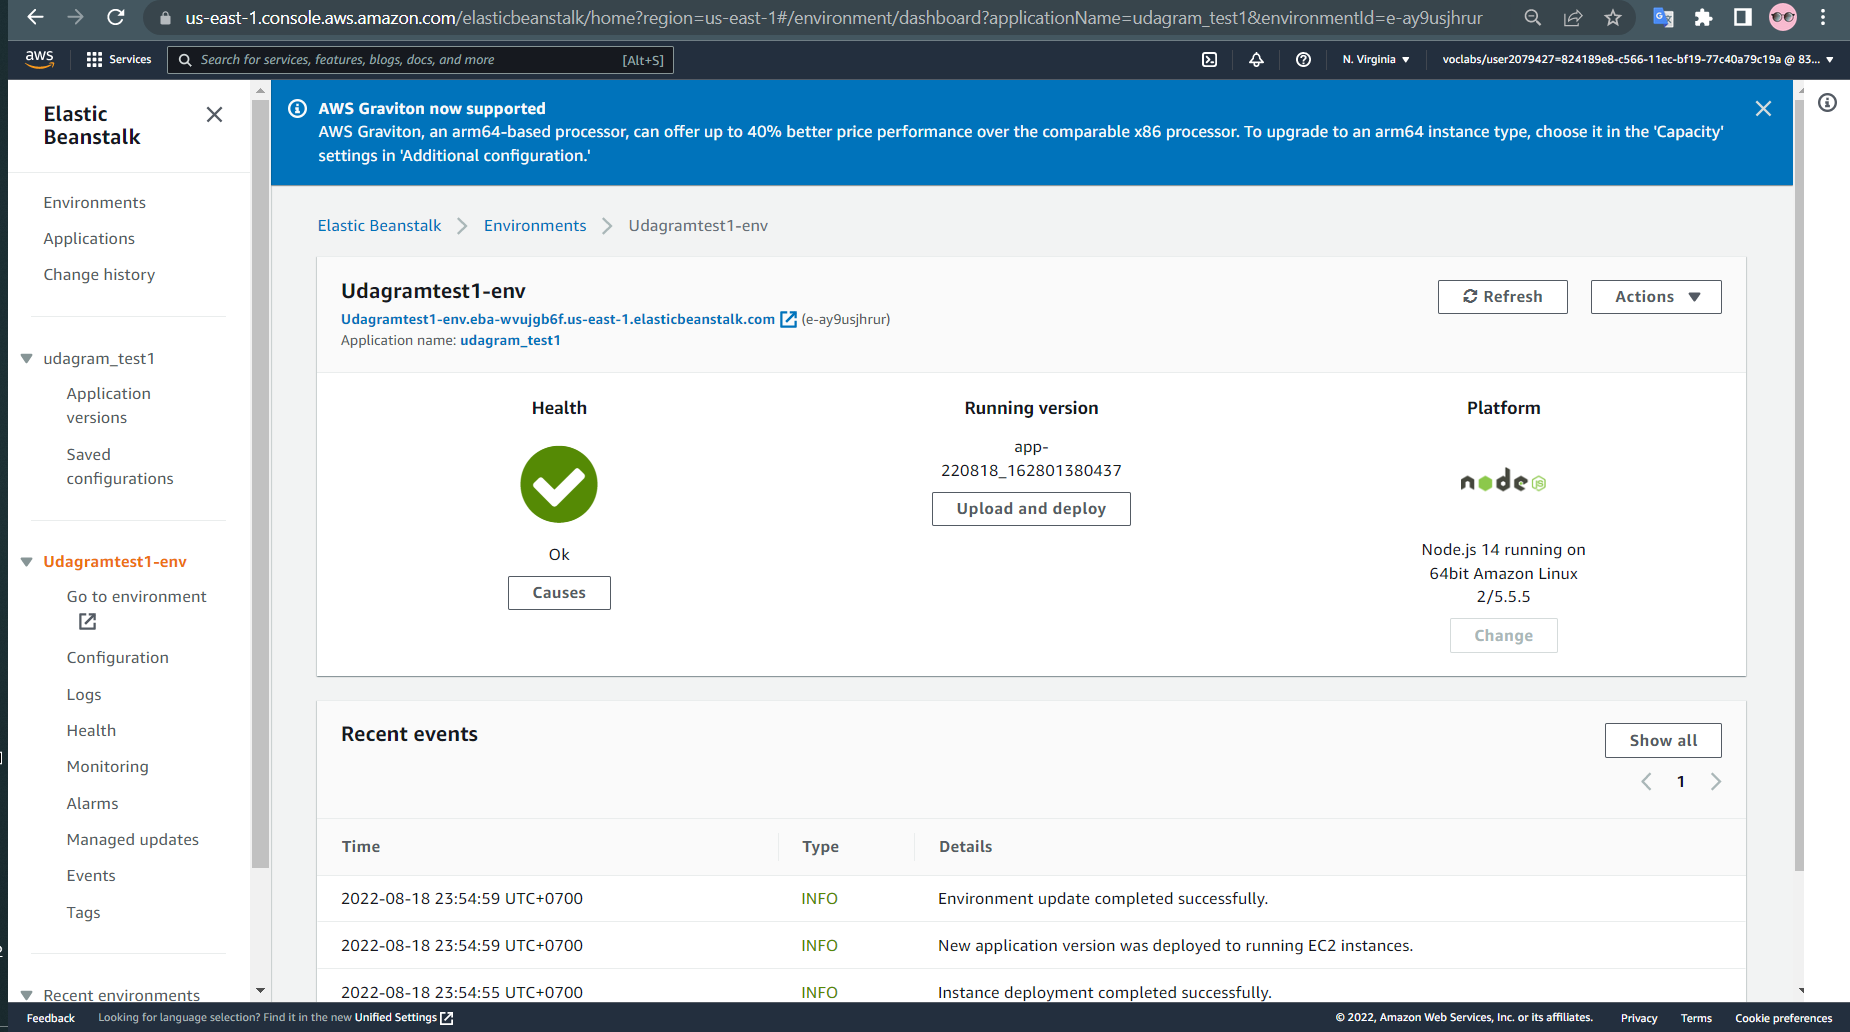 us-east-1.console.aws.amazon.com/elasticbeanstalk/home?region=us-east-1#/environment/dashboard?applicationName=udagram_test1&environmentId=e-ay9usjhrur
aws
Services
Search for services, features, blogs, docs, and more
[Alt+S]
N. Virginia
voclabs/user2079427=824189e8-c566-11ec-bf19-77c40a79c19a @ 83...
Elastic
Beanstalk
Environments
Applications
Change history
udagram_test1
Application
versions
Saved
configurations
Udagramtest1-env
Go to environment
Configuration
Logs
Health
Monitoring
Alarms
Managed updates
Events
Tags
Recent environments
AWS Graviton now supported
AWS Graviton, an arm64-based processor, can offer up to 40% better price performance over the comparable x86 processor. To upgrade to an arm64 instance type, choose it in the 'Capacity'
settings in 'Additional configuration.'
Elastic Beanstalk
Environments
Udagramtest1-env
Udagramtest1-env
Udagramtest1-env.eba-wvujgb6f.us-east-1.elasticbeanstalk.com (e-ay9usjhrur)
Application name: udagram_test1
Refresh
Actions
Health
Ok
Causes
Running version
app-
220818_162801380437
Upload and deploy
Platform
node
JS
Node.js 14 running on
64bit Amazon Linux
2/5.5.5
Change
Recent events
Show all
1
Time Type Details
2022-08-18 23:54:59 UTC+0700 INFO Environment update completed successfully.
2022-08-18 23:54:59 UTC+0700 INFO New application version was deployed to running EC2 instances.
2022-08-18 23:54:55 UTC+0700 INFO Instance deployment completed successfully.
Feedback
Looking for language selection? Find it in the new Unified Settings
© 2022, Amazon Web Services, Inc. or its affiliates.
Privacy
Terms
Cookie preferences